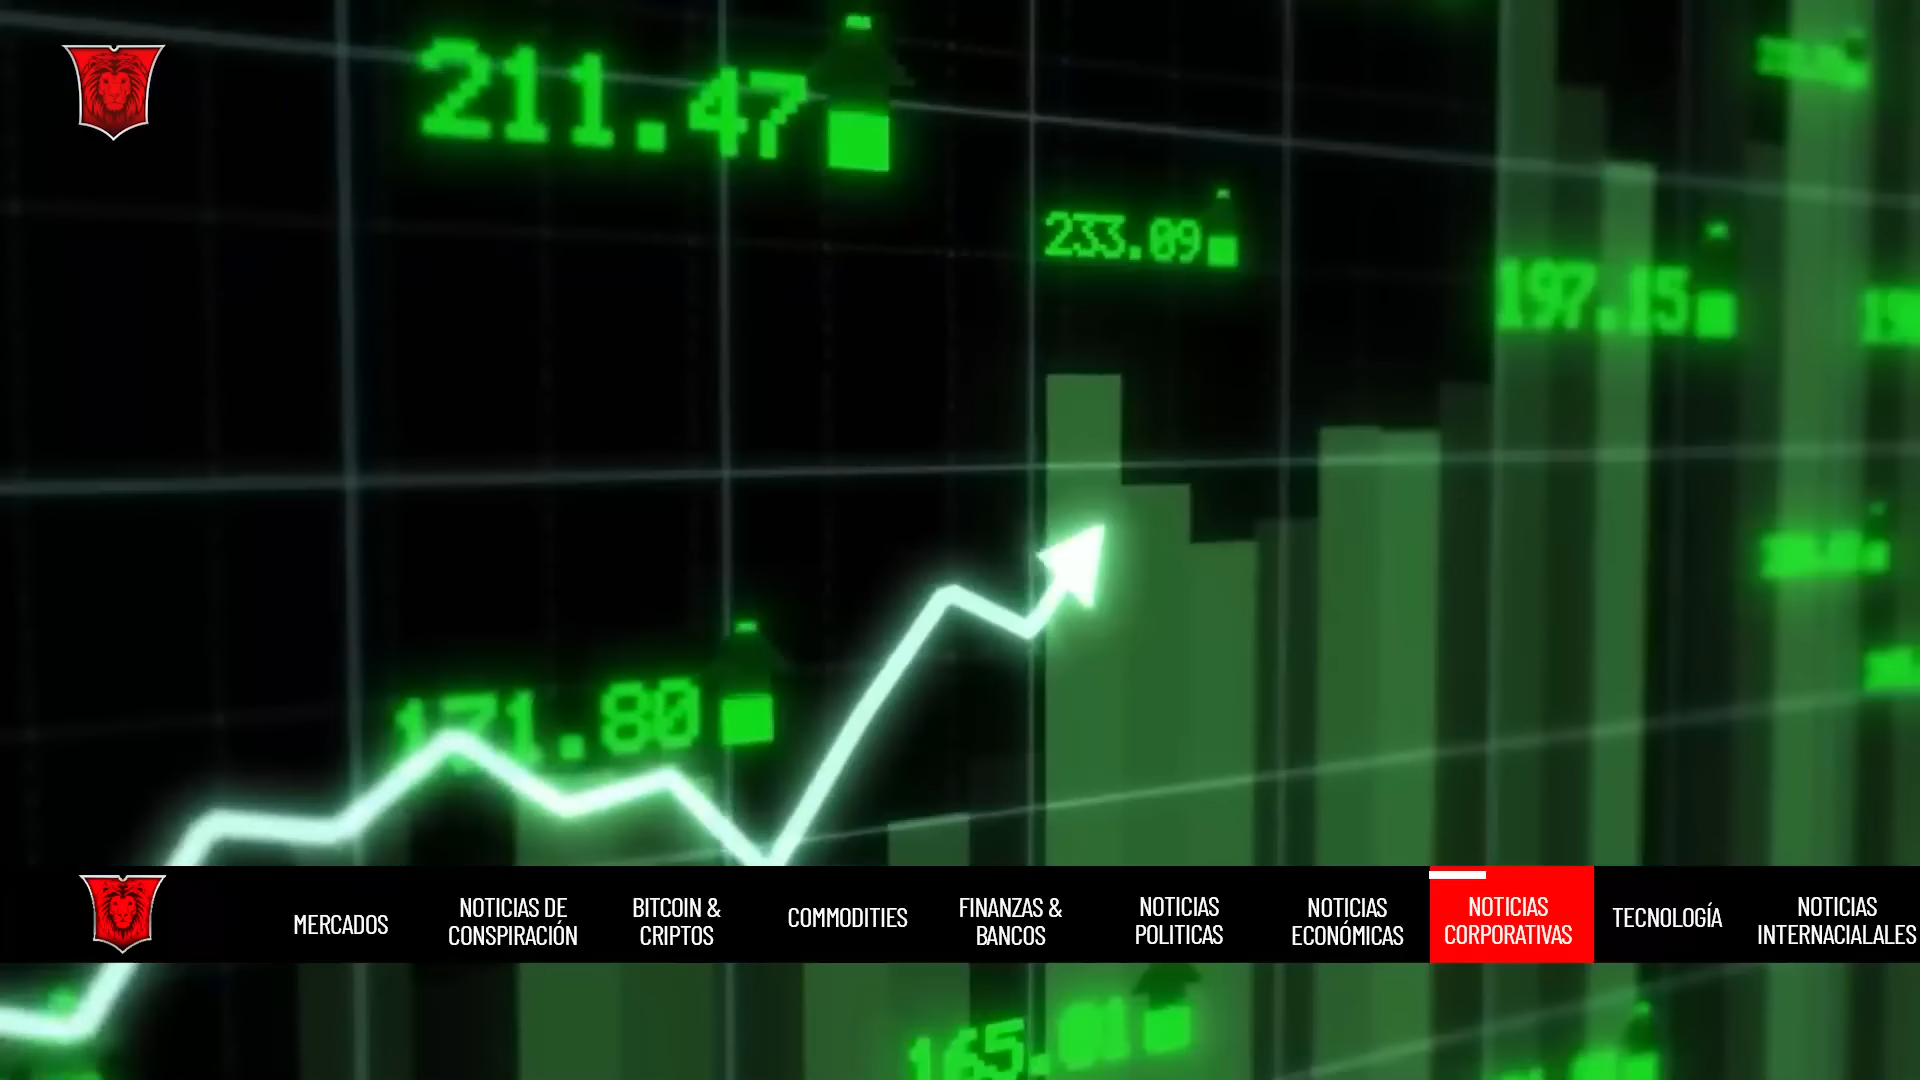 211.47
233.09
197.15
171.80
MERCADOS
NOTICIAS DE
CONSPIRACIÓN
BITCOIN &
CRIPTOS
COMMODITIES
FINANZAS &
BANCOS
NOTICIAS
POLITICAS
NOTICIAS
ECONÓMICAS
NOTICIAS
CORPORATIVAS
TECNOLOGÍA
NOTICIAS
INTERNACIALALES